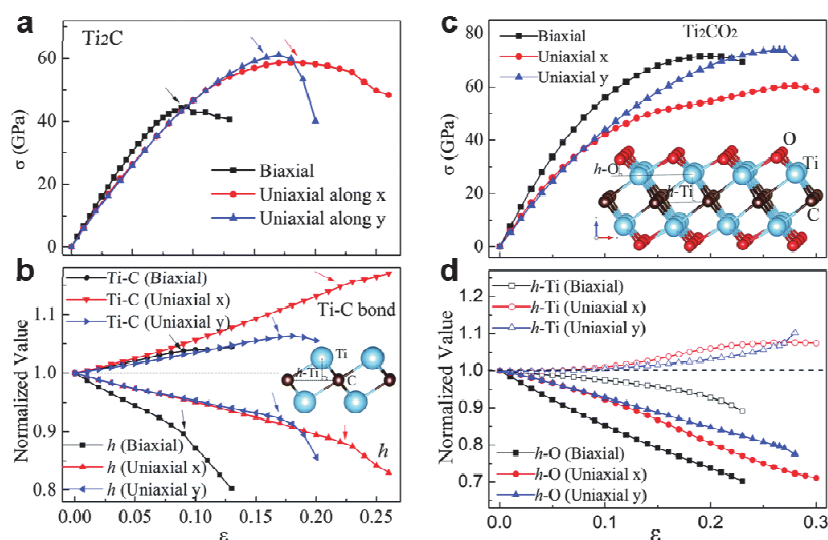 a
Ti2C
60
40
20
0
σ (GPa)
Biaxial
Uniaxial along x
Uniaxial along y
b
Ti-C (Biaxial)
Ti-C (Uniaxial x)
Ti-C (Uniaxial y)
Ti-C bond
Ti
h-Ti
C
1.1
1.0
0.9
0.8
Normalized Value
h (Biaxial)
h (Uniaxial x)
h (Uniaxial y)
h
0.00 0.05 0.10 0.15 0.20 0.25
ε
c
Ti2CO2
Biaxial
Uniaxial x
Uniaxial y
80
60
40
20
0
σ (GPa)
O
h-O
Ti
h-Ti
C
d
h-Ti (Biaxial)
h-Ti (Uniaxial x)
h-Ti (Uniaxial y)
1.1
1.0
0.9
0.8
0.7
Normalized Value
h-O (Biaxial)
h-O (Uniaxial x)
h-O (Uniaxial y)
0.0 0.1 0.2 0.3
ε